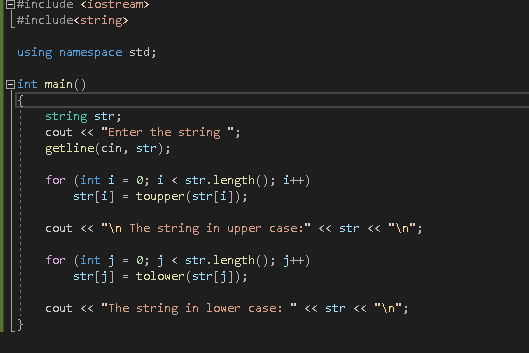 #include <iostream>
#include<string>
using namespace std;
int main()
{
string str;
cout << "Enter the string ";
getline(cin, str);
for (int i = 0; i < str.length(); i++)
str[i] = toupper(str[i]);
cout << "\n The string in upper case:" << str << "\n";
for (int j = 0; j < str.length(); j++)
str[j] = tolower(str[j]);
cout << "The string in lower case: " << str << "\n";
}